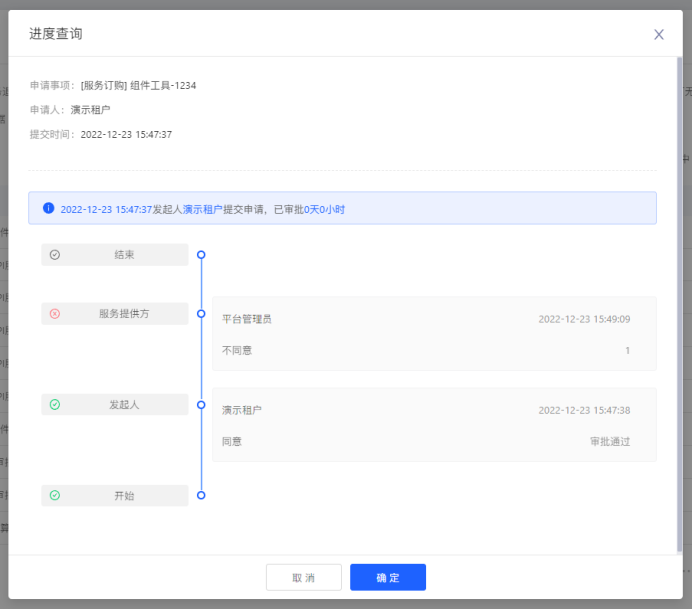 进度查询
申请事项：[服务订购] 组件工具-1234
申请人：演示租户
提交时间：2022-12-23 15:47:37
2022-12-23 15:47:37发起人演示租户提交申请，已审批0天0小时
结束
服务提供方
平台管理员 2022-12-23 15:49:09
不同意 1
发起人
演示租户 2022-12-23 15:47:38
同意 审批通过
开始
取 消 确 定